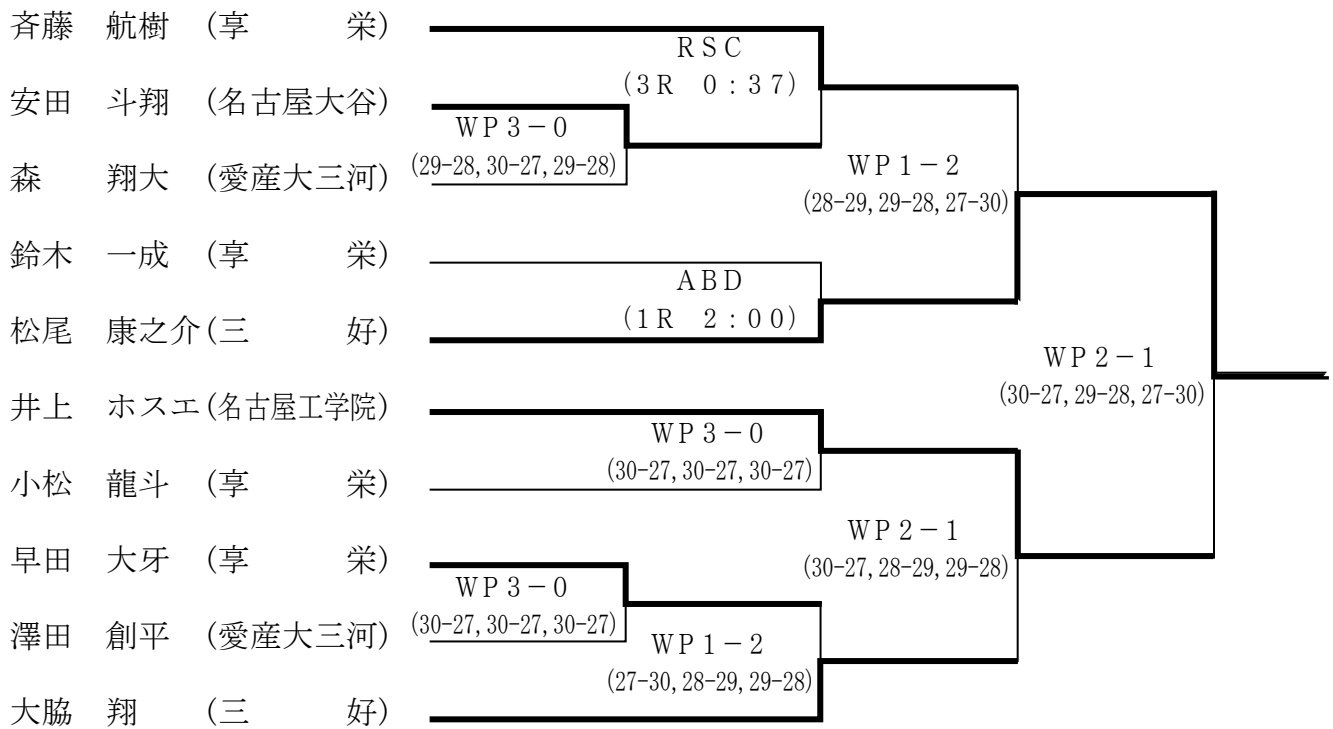 斉藤 航樹 (享 栄)
RSC
(3R 0:37)
安田 斗翔 (名古屋大谷)
WP3-0
(29-28, 30-27, 29-28)
森 翔大 (愛産大三河)
WP1-2
(28-29, 29-28, 27-30)
鈴木 一成 (享 栄)
ABD
(1R 2:00)
松尾 康之介(三 好)
WP2-1
(30-27, 29-28, 27-30)
井上 ホスエ(名古屋工学院)
WP3-0
(30-27, 30-27, 30-27)
小松 龍斗 (享 栄)
WP2-1
(30-27, 28-29, 29-28)
早田 大牙 (享 栄)
WP3-0
(30-27, 30-27, 30-27)
澤田 創平 (愛産大三河)
WP1-2
(27-30, 28-29, 29-28)
大脇 翔 (三 好)